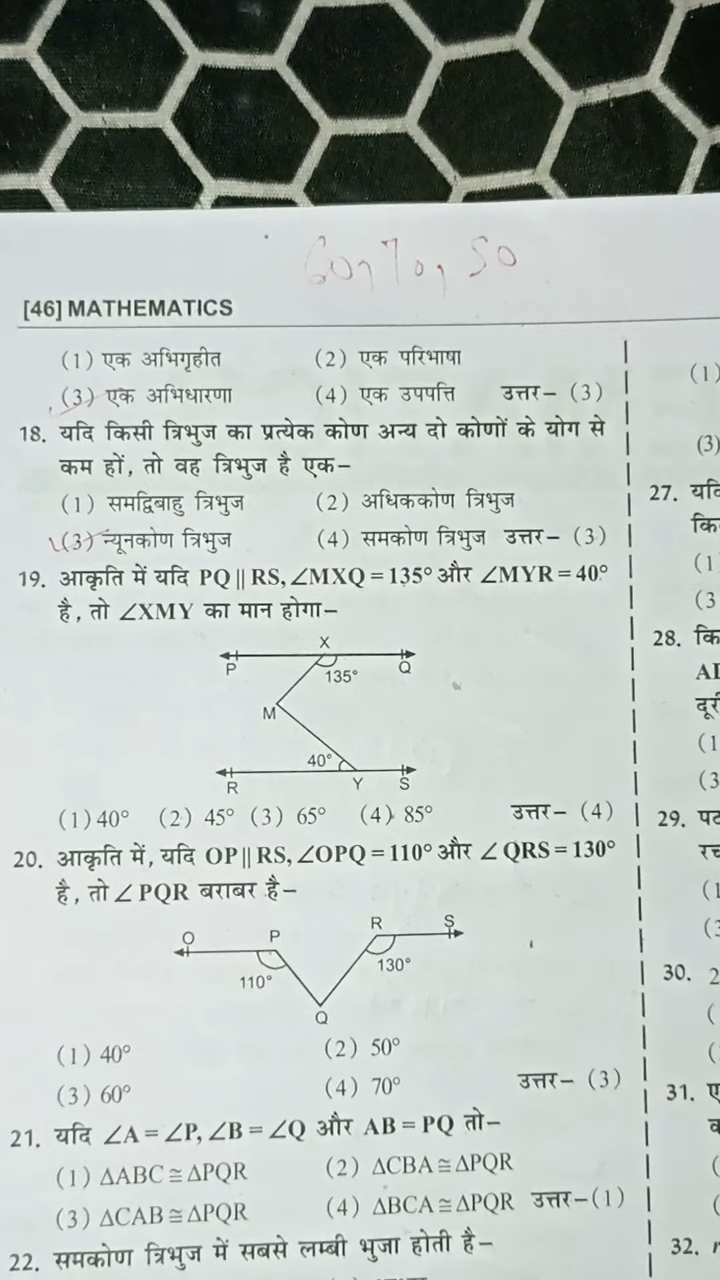 60, 70, 50
[46] MATHEMATICS
(1) एक अभिगृहीत (2) एक परिभाषा
(3) एक अभिधारणा (4) एक उपपत्ति उत्तर– (3)
18. यदि किसी त्रिभुज का प्रत्येक कोण अन्य दो कोणों के योग से
कम हों, तो वह त्रिभुज है एक–
(1) समद्विबाहु त्रिभुज (2) अधिककोण त्रिभुज
(3) न्यूनकोण त्रिभुज (4) समकोण त्रिभुज उत्तर– (3)
19. आकृति में यदि PQ || RS, ∠MXQ = 135° और ∠MYR = 40°
है, तो ∠XMY का मान होगा–
X
P Q
135°
M
40°
R Y S
(1) 40° (2) 45° (3) 65° (4) 85° उत्तर– (4)
20. आकृति में, यदि OP || RS, ∠OPQ = 110° और ∠ QRS = 130°
है, तो ∠ PQR बराबर है–
O P R S
110° 130°
Q
(1) 40° (2) 50°
(3) 60° (4) 70° उत्तर– (3)
21. यदि ∠A = ∠P, ∠B = ∠Q और AB = PQ तो–
(1) ΔABC ≅ ΔPQR (2) ΔCBA ≅ ΔPQR
(3) ΔCAB ≅ ΔPQR (4) ΔBCA ≅ ΔPQR उत्तर–(1)
22. समकोण त्रिभुज में सबसे लम्बी भुजा होती है–
(1)
(3)
27. यदि
कि
(1
(3
28. कि
AI
दूरी
(1
(3
29. पट
रच
(1
(3
30. 2
(
(
31. ए
व
(
(
32.